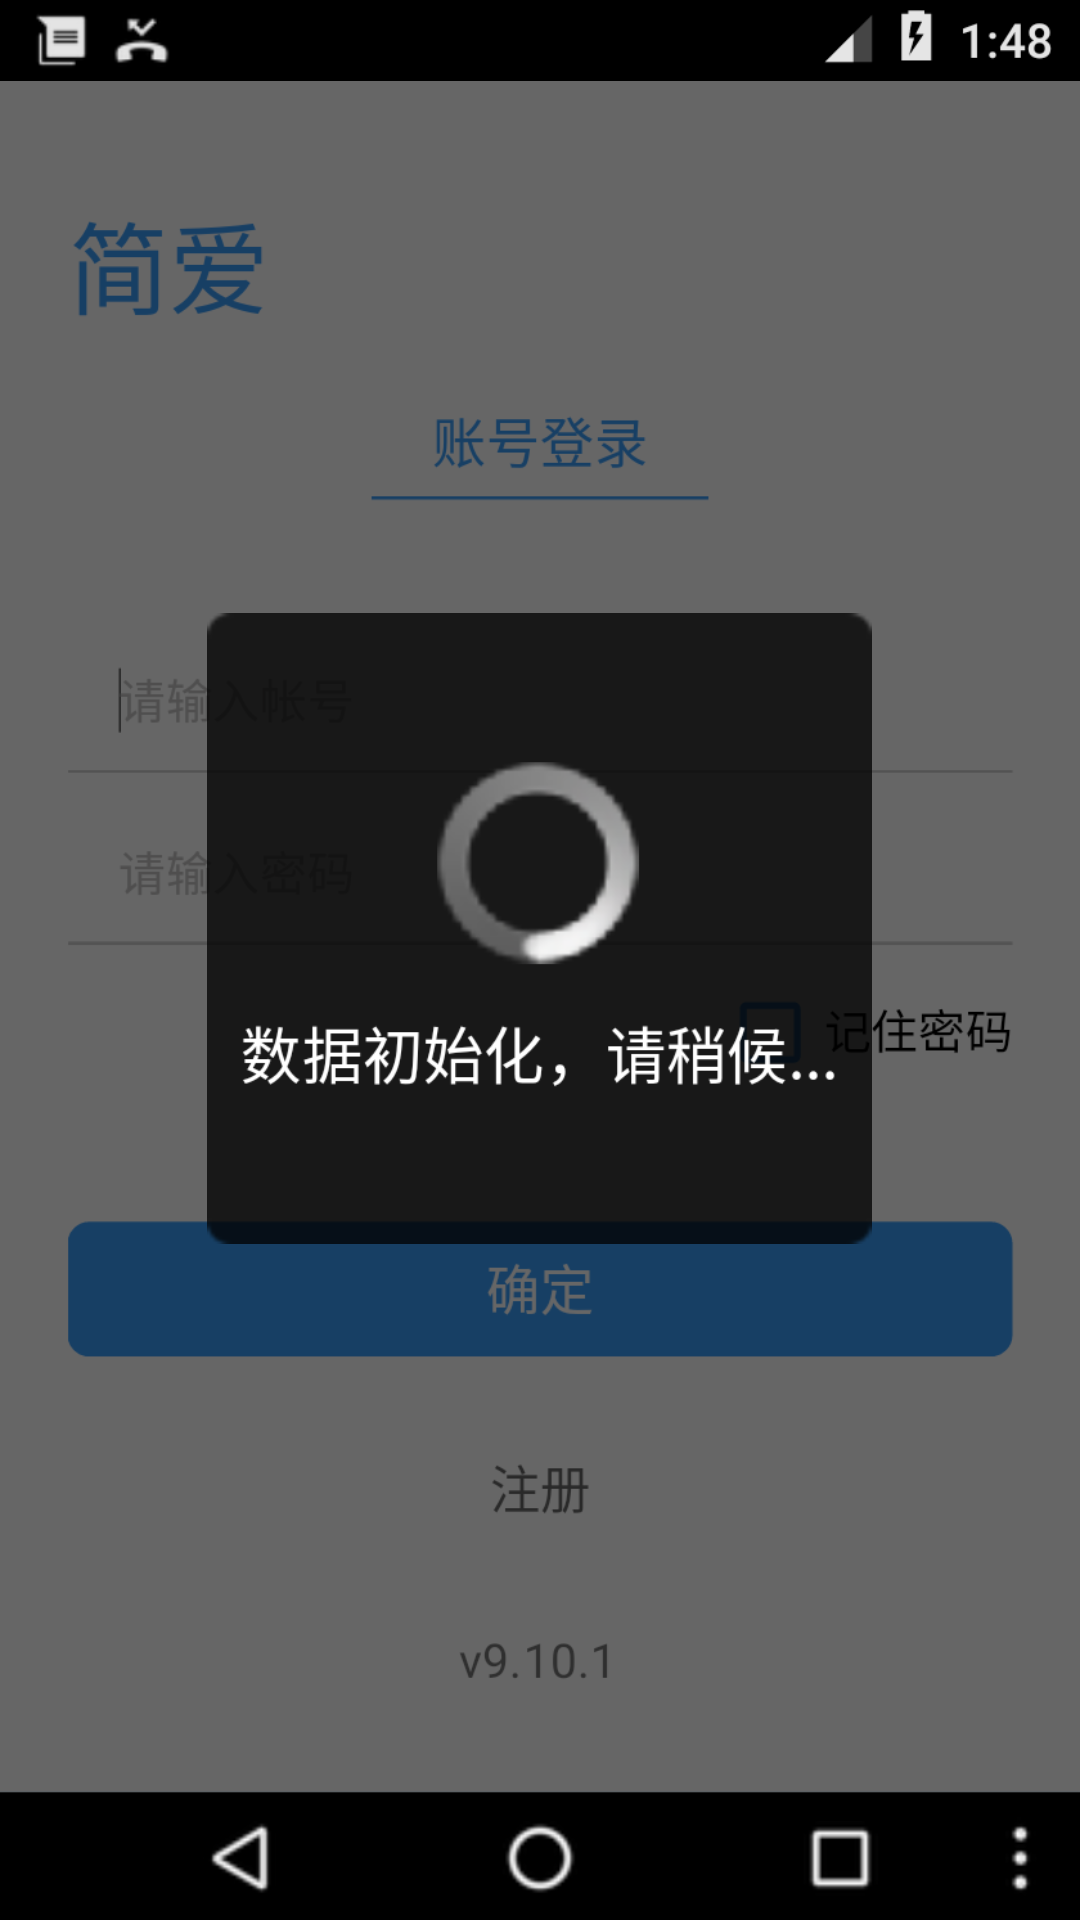 1:48
简爱
账号登录
请输入帐号
请输入密码
记住密码
数据初始化，请稍候...
确定
注册
v9.10.1